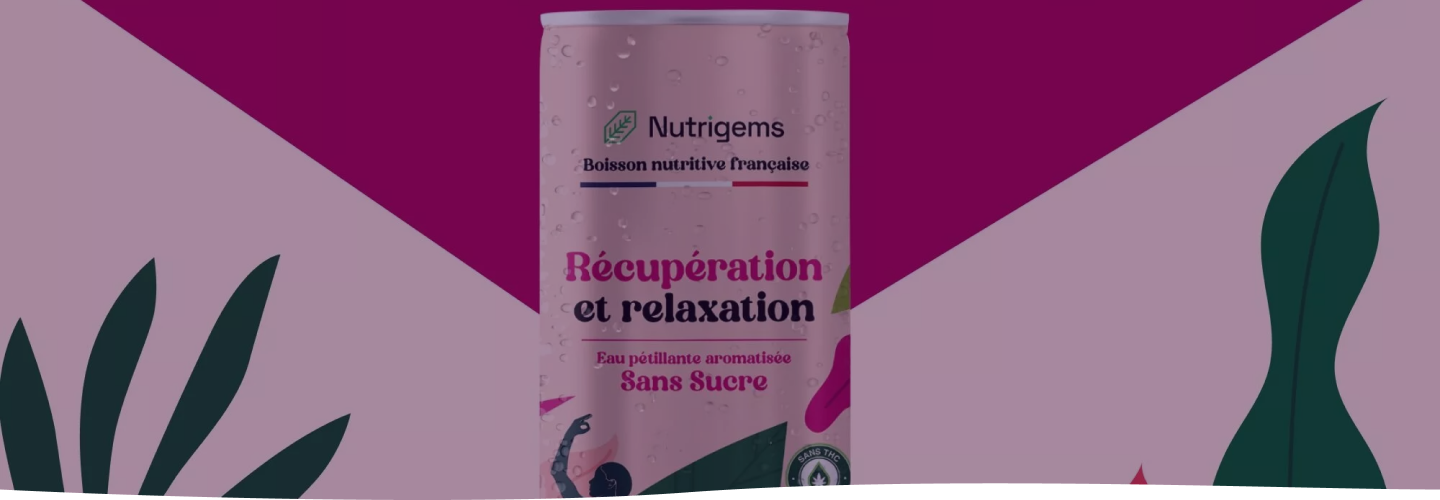 Nutrigems
Boisson nutritive française
Récupération
et relaxation
Eau pétillante aromatisée
Sans Sucre
SANS THC